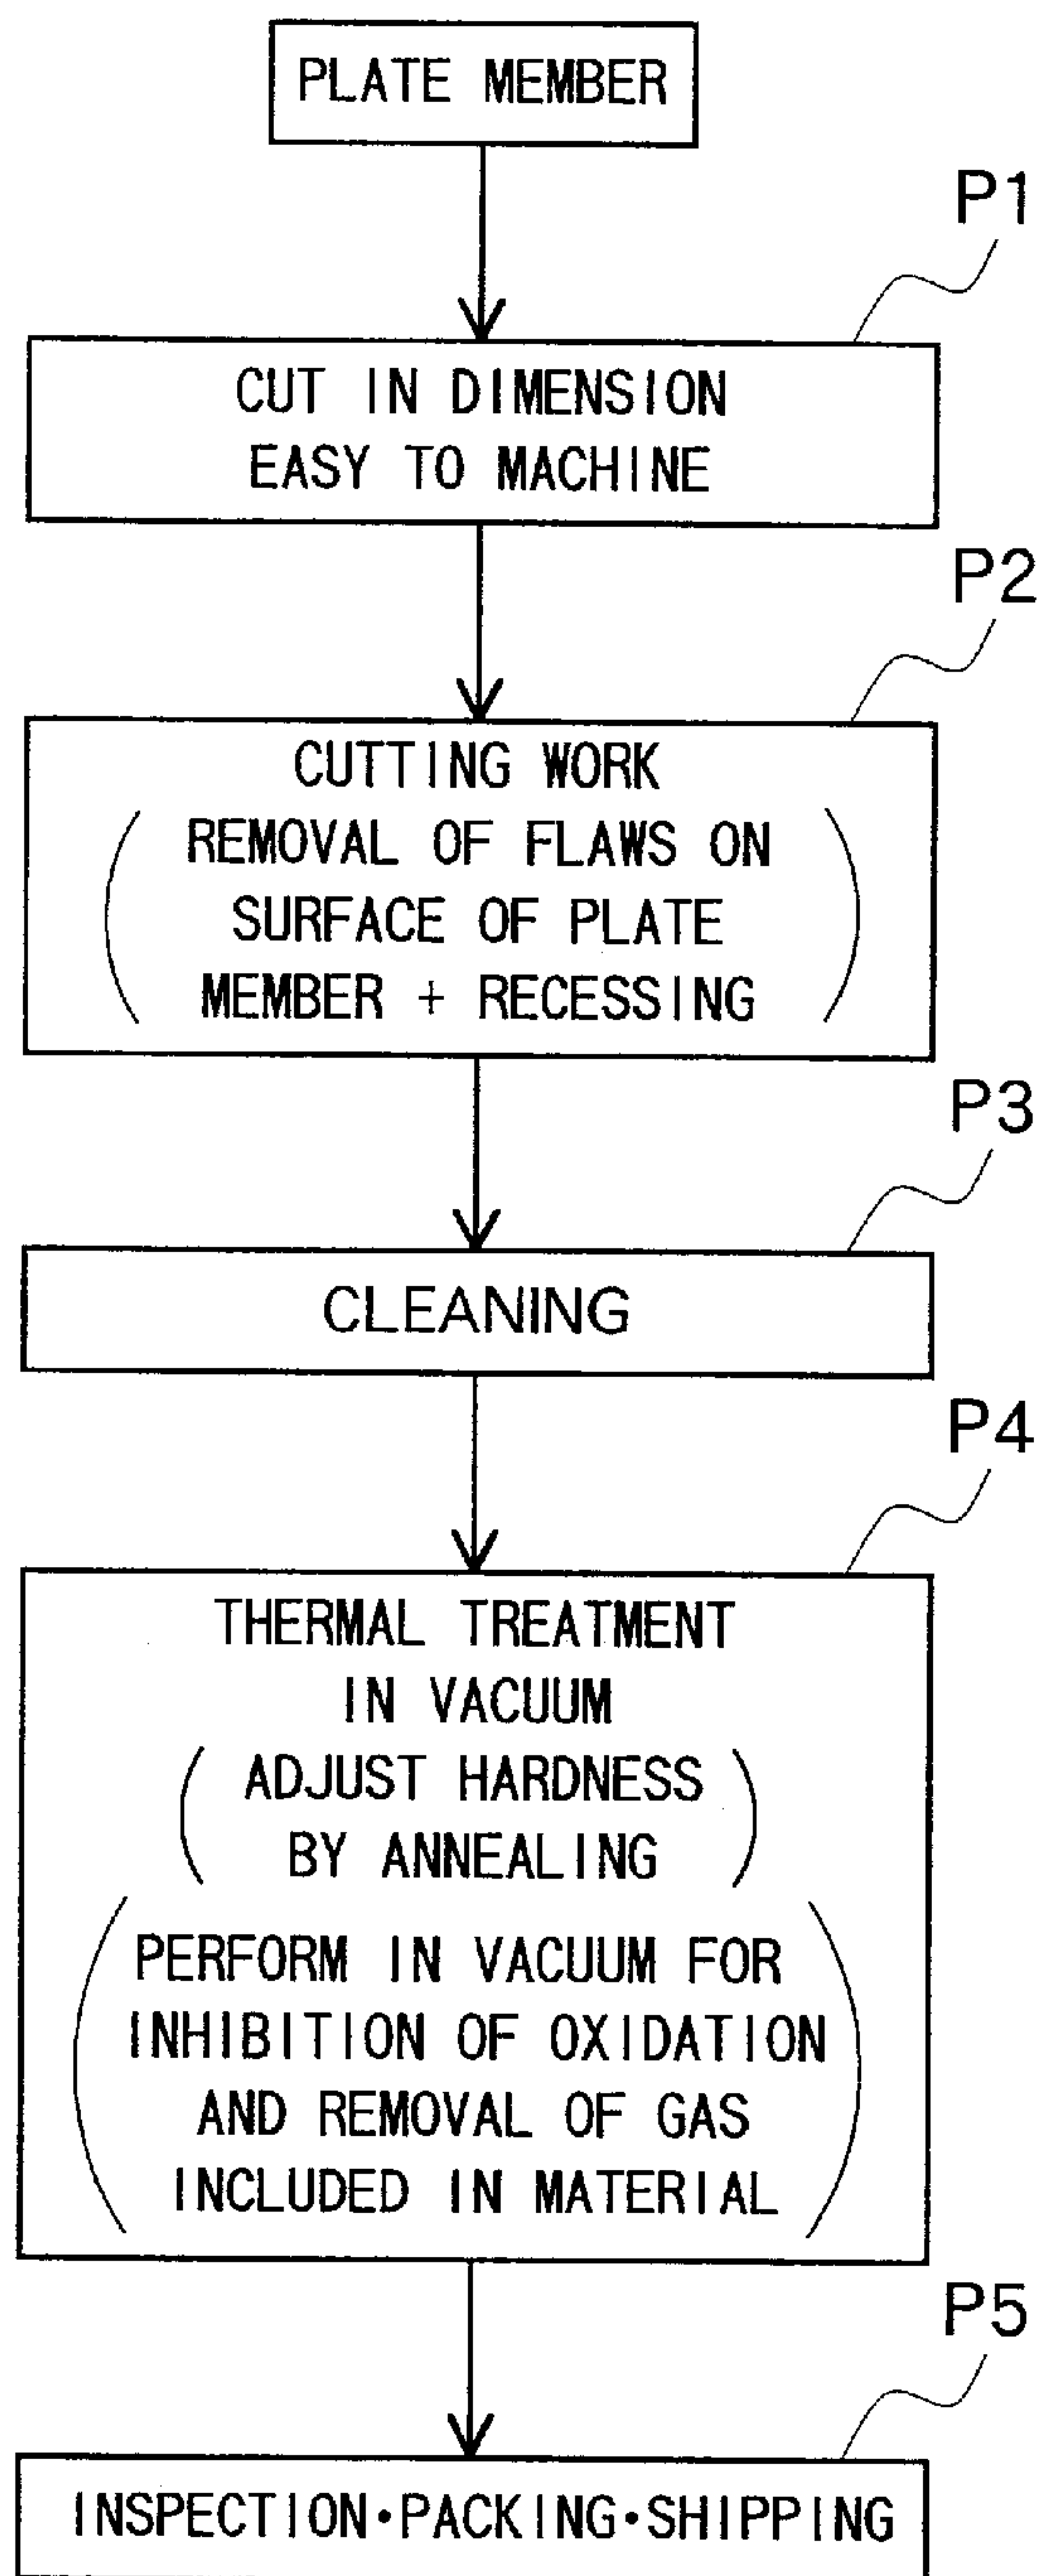 PLATE MEMBER
P1
CUT IN DIMENSION
EASY TO MACHINE
P2
CUTTING WORK
REMOVAL OF FLAWS ON
SURFACE OF PLATE
MEMBER + RECESSING
P3
CLEANING
P4
THERMAL TREATMENT
IN VACUUM
ADJUST HARDNESS
BY ANNEALING
PERFORM IN VACUUM FOR
INHIBITION OF OXIDATION
AND REMOVAL OF GAS
INCLUDED IN MATERIAL
P5
INSPECTION・PACKING・SHIPPING